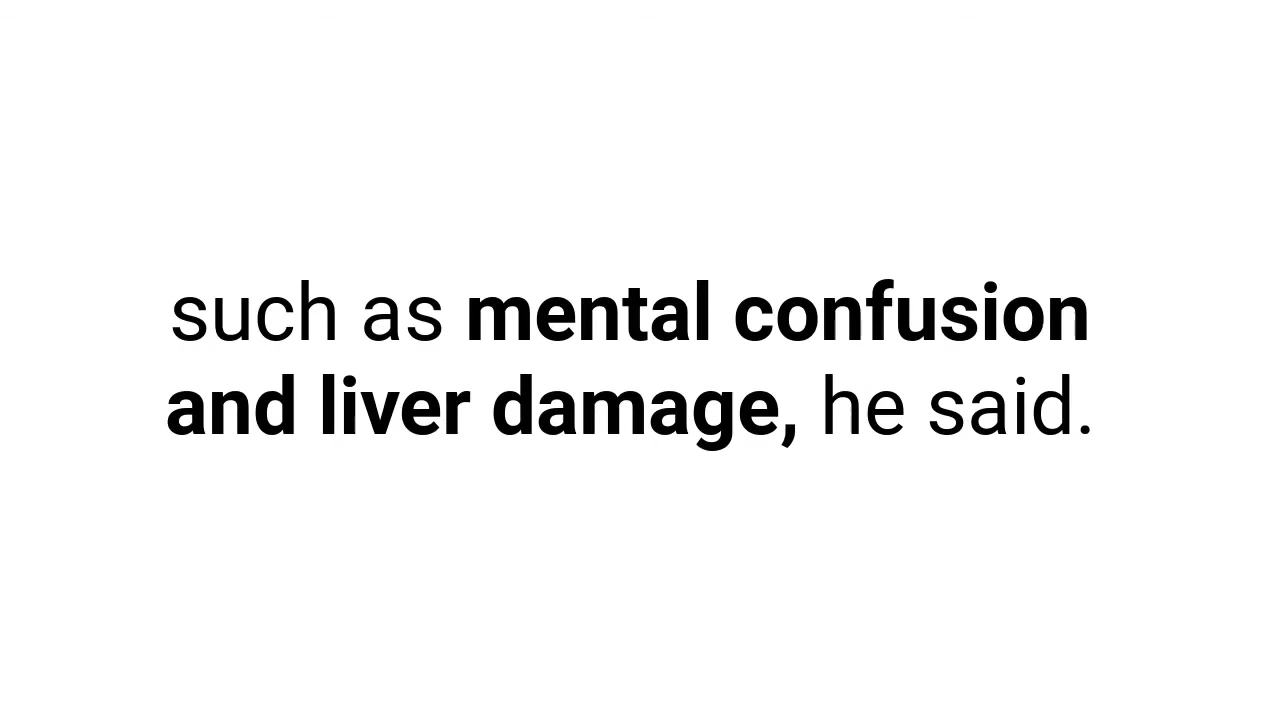 such as mental confusion
and liver damage, he said.